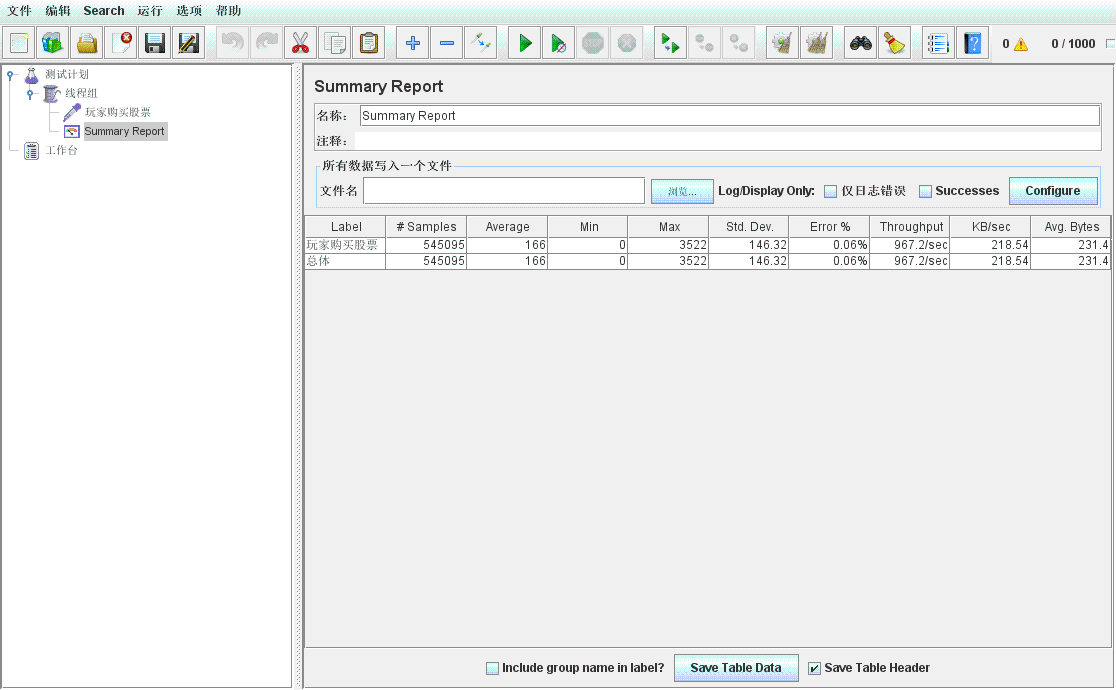 文件 编辑 Search 运行 选项 帮助
STOP
0 0 / 1000
测试计划
线程组
玩家购买股票
Summary Report
工作台
Summary Report
名称： Summary Report
注释：
所有数据写入一个文件
文件名 浏览... Log/Display Only: 仅日志错误 Successes Configure
Label # Samples Average Min Max Std. Dev. Error % Throughput KB/sec Avg. Bytes
玩家购买股票 545095 166 0 3522 146.32 0.06% 967.2/sec 218.54 231.4
总体 545095 166 0 3522 146.32 0.06% 967.2/sec 218.54 231.4
Include group name in label? Save Table Data Save Table Header